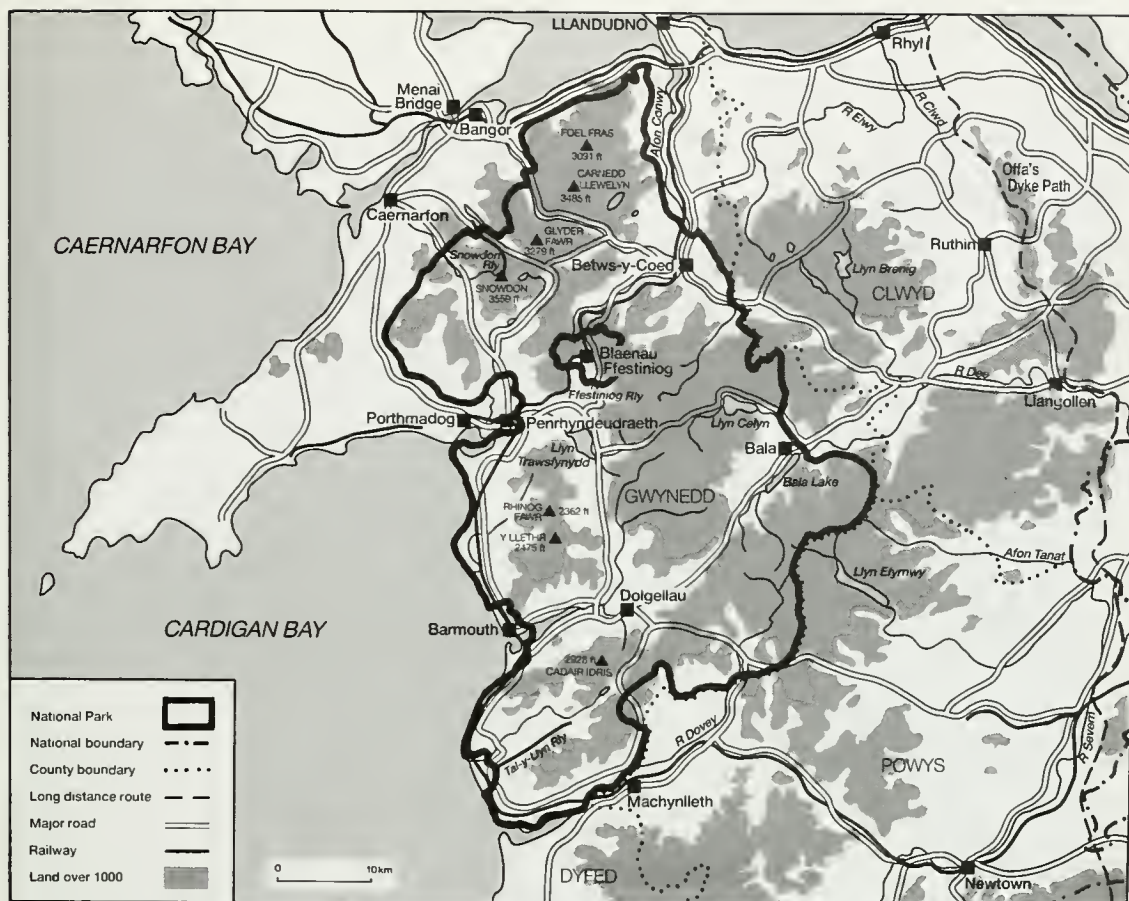 LLANDUDNO
Rhyl
Menai
Bridge
Bangor
Afon Conwy
R Elwy
R Clwd
FOEL FRAS
3091 ft
CARNEDD
LLEWELYN
3485 ft
Offa's
Dyke Path
Caernarfon
CAERNARFON BAY
GLYDER
FAWR
3279 ft
Snowdon
Rly
SNOWDON
3559 ft
Betws-y-Coed
Ruthin
Llyn Brenig
CLWYD
Blaenau
Ffestiniog
Ffestiniog Rly
R Dee
Llangollen
Porthmadog
Penrhyndeudraeth
Llyn Celyn
Llyn
Trawsfynydd
Bala
Bala Lake
GWYNEDD
RHINOG
FAWR
2362 ft
Y LLETHR
2475 ft
Afon Tanat
Llyn Efyrnwy
Dolgellau
Barmouth
CARDIGAN BAY
2928 ft
CADAIR IDRIS
National Park
National boundary
County boundary
Long distance route
Major road
Railway
Land over 1000
0
10km
Tal-y-Llyn Rly
R Dovey
R Severn
POWYS
Machynlleth
DYFED
Newtown